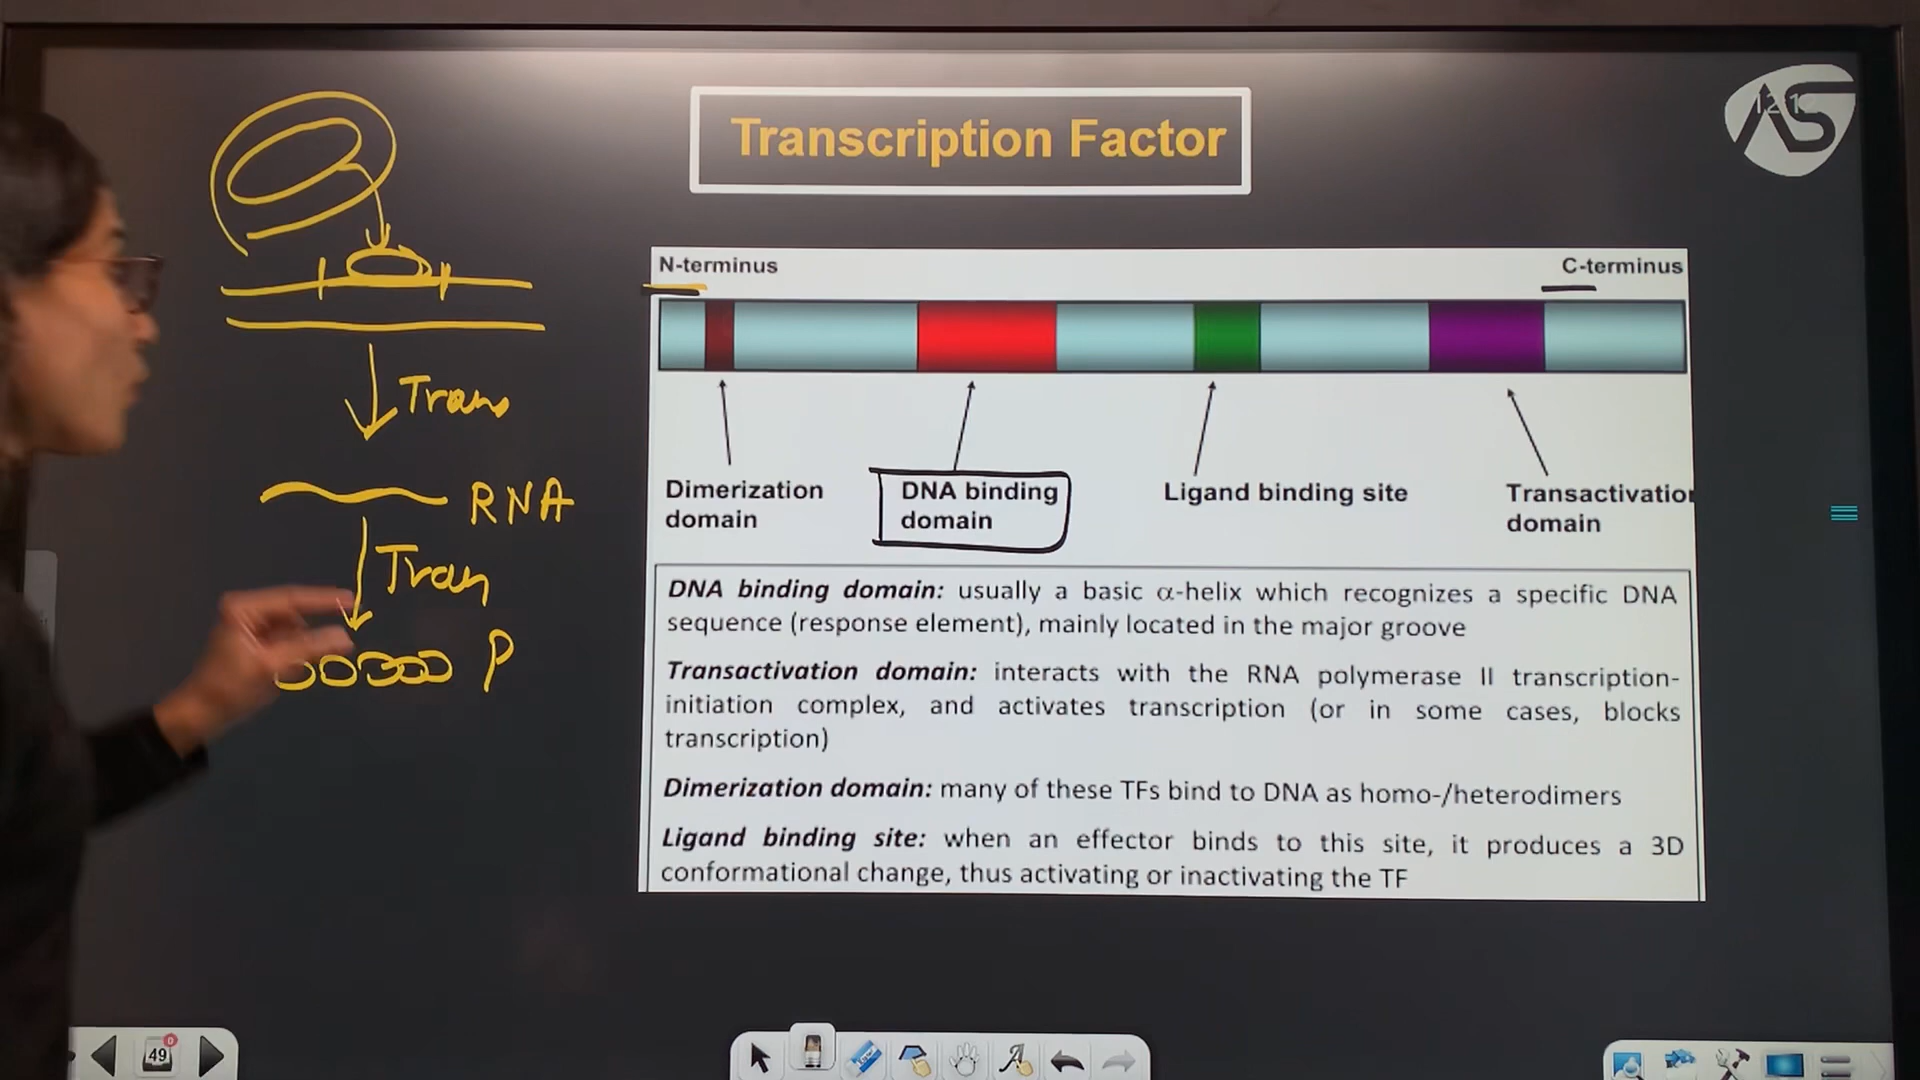 Transcription Factor
AS
N-terminus
C-terminus
Trans
RNA
Tran
P
Dimerization
domain
DNA binding
domain
Ligand binding site
Transactivation
domain
DNA binding domain: usually a basic α-helix which recognizes a specific DNA
sequence (response element), mainly located in the major groove
Transactivation domain: interacts with the RNA polymerase II transcription-
initiation complex, and activates transcription (or in some cases, blocks
transcription)
Dimerization domain: many of these TFs bind to DNA as homo-/heterodimers
Ligand binding site: when an effector binds to this site, it produces a 3D
conformational change, thus activating or inactivating the TF
49
0